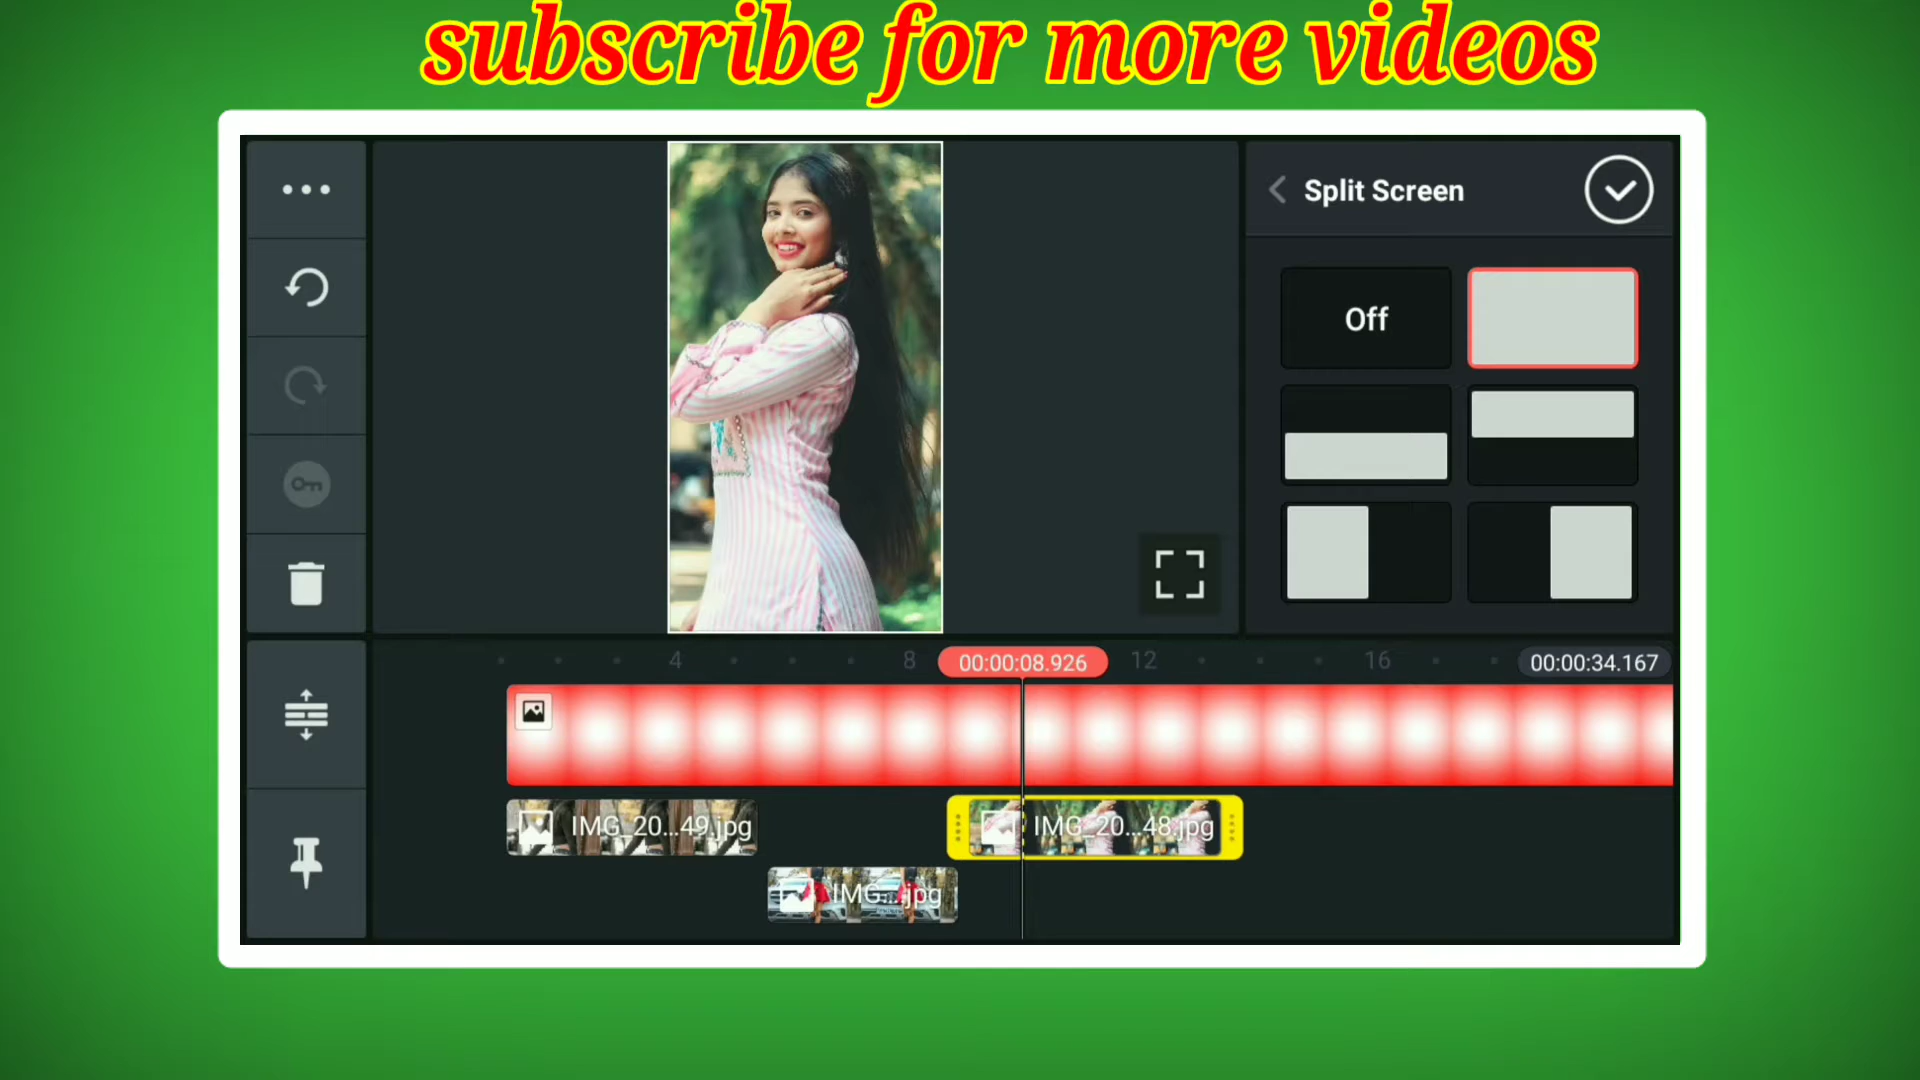 subscribe for more videos
Split Screen
Off
4
8
00:00:08.926
12
16
00:00:34.167
IMG_20...49.jpg
IMG_20...48.jpg
IMG...jpg